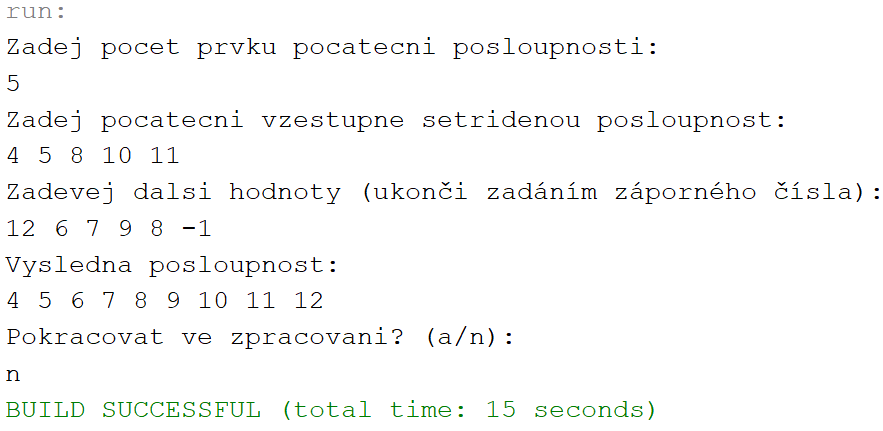 run:
Zadej pocet prvku pocatecni posloupnosti:
5
Zadej pocatecni vzestupne setridenou posloupnost:
4 5 8 10 11
Zadevej dalsi hodnoty (ukonči zadáním záporného čísla):
12 6 7 9 8 -1
Vysledna posloupnost:
4 5 6 7 8 9 10 11 12
Pokracovat ve zpracovani? (a/n):
n
BUILD SUCCESSFUL (total time: 15 seconds)